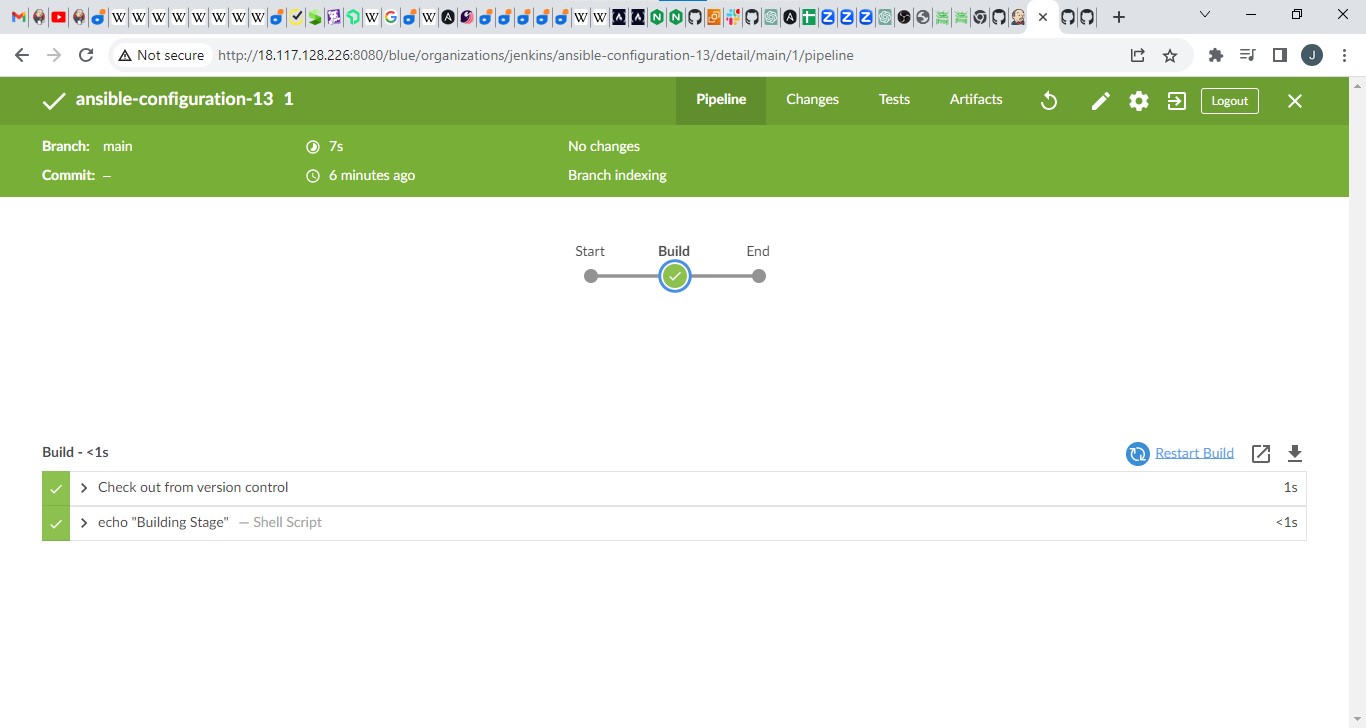 Not secure
http://18.117.128.226:8080/blue/organizations/jenkins/ansible-configuration-13/detail/main/1/pipeline
J
ansible-configuration-13 1
Pipeline
Changes
Tests
Artifacts
Logout
Branch: main
7s
No changes
Commit: –
6 minutes ago
Branch indexing
Start
Build
End
Build - <1s
Restart Build
Check out from version control
1s
echo "Building Stage" — Shell Script
<1s